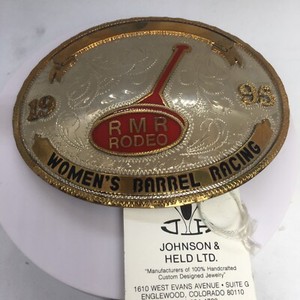 19 95
RMR
RODEO
WOMEN'S BARREL RACING
JOHNSON &
HELD LTD.
"Manufacturers of 100% Handcrafted
Custom Designed Jewelry"
1610 WEST EVANS AVENUE • SUITE G
ENGLEWOOD, COLORADO 80110